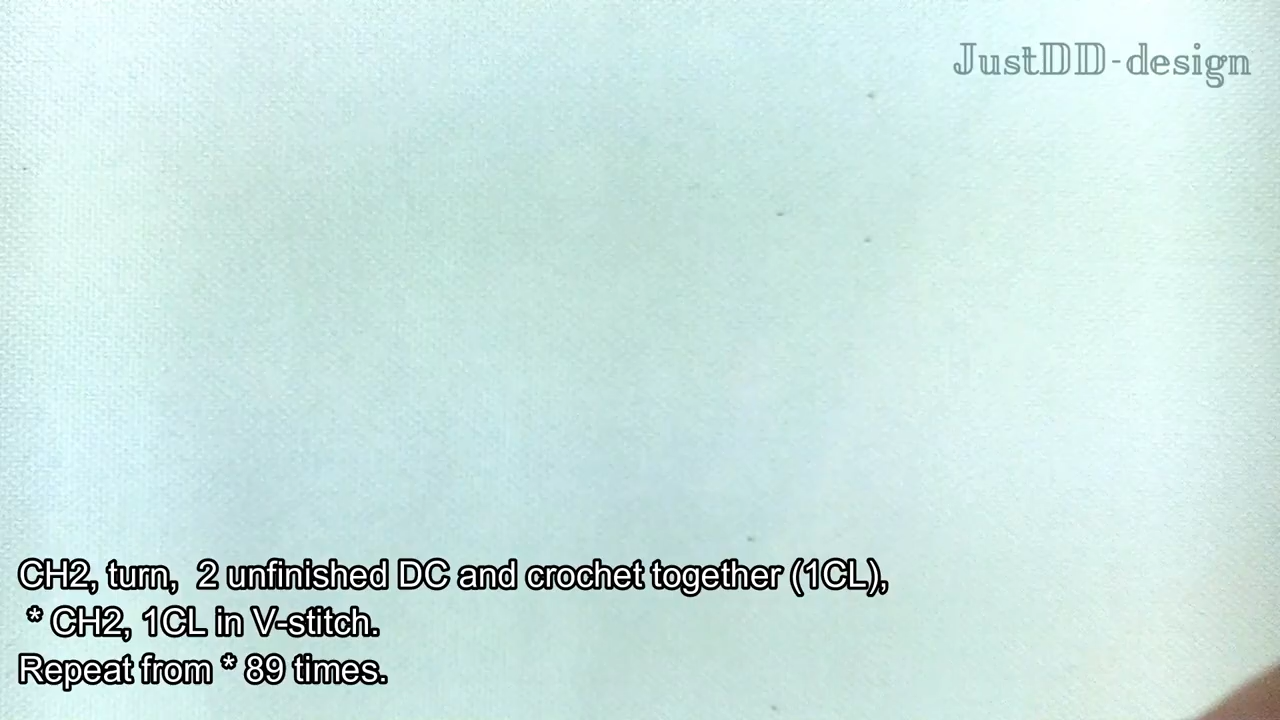 JustDD-design
CH2, turn, 2 unfinished DC and crochet together (1CL),
* CH2, 1CL in V-stitch.
Repeat from * 89 times.